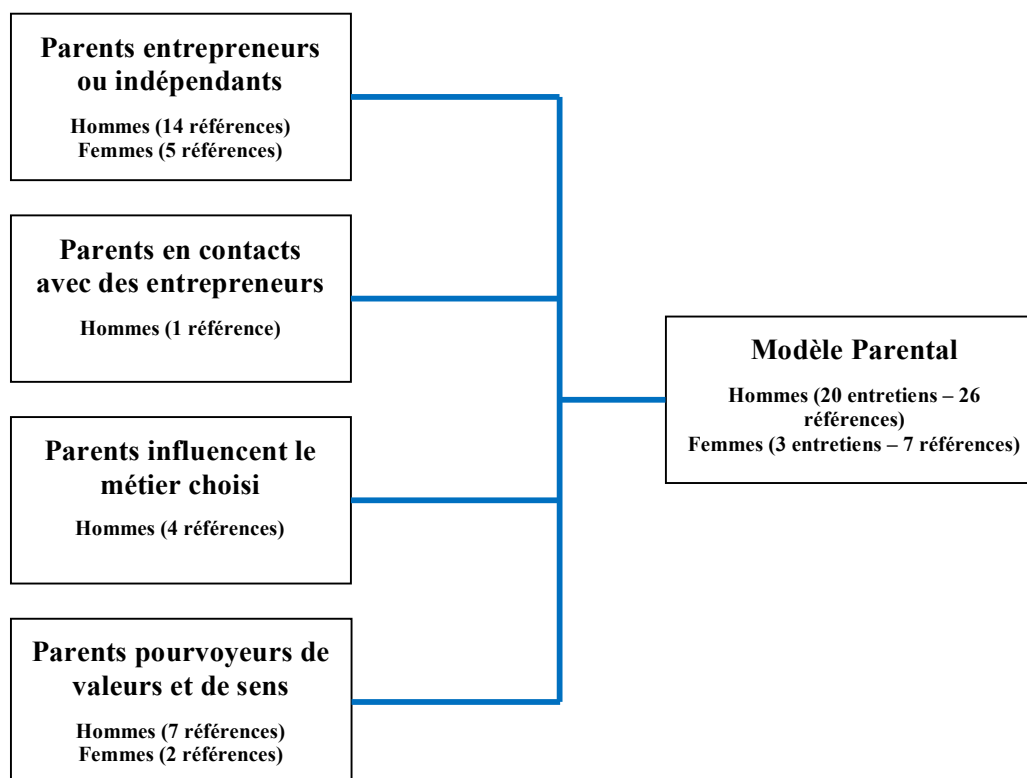 Parents entrepreneurs
ou indépendants
Hommes (14 références)
Femmes (5 références)
Parents en contacts
avec des entrepreneurs
Hommes (1 référence)
Parents influencent le
métier choisi
Hommes (4 références)
Parents pourvoyeurs de
valeurs et de sens
Hommes (7 références)
Femmes (2 références)
Modèle Parental
Hommes (20 entretiens – 26
références)
Femmes (3 entretiens – 7 références)